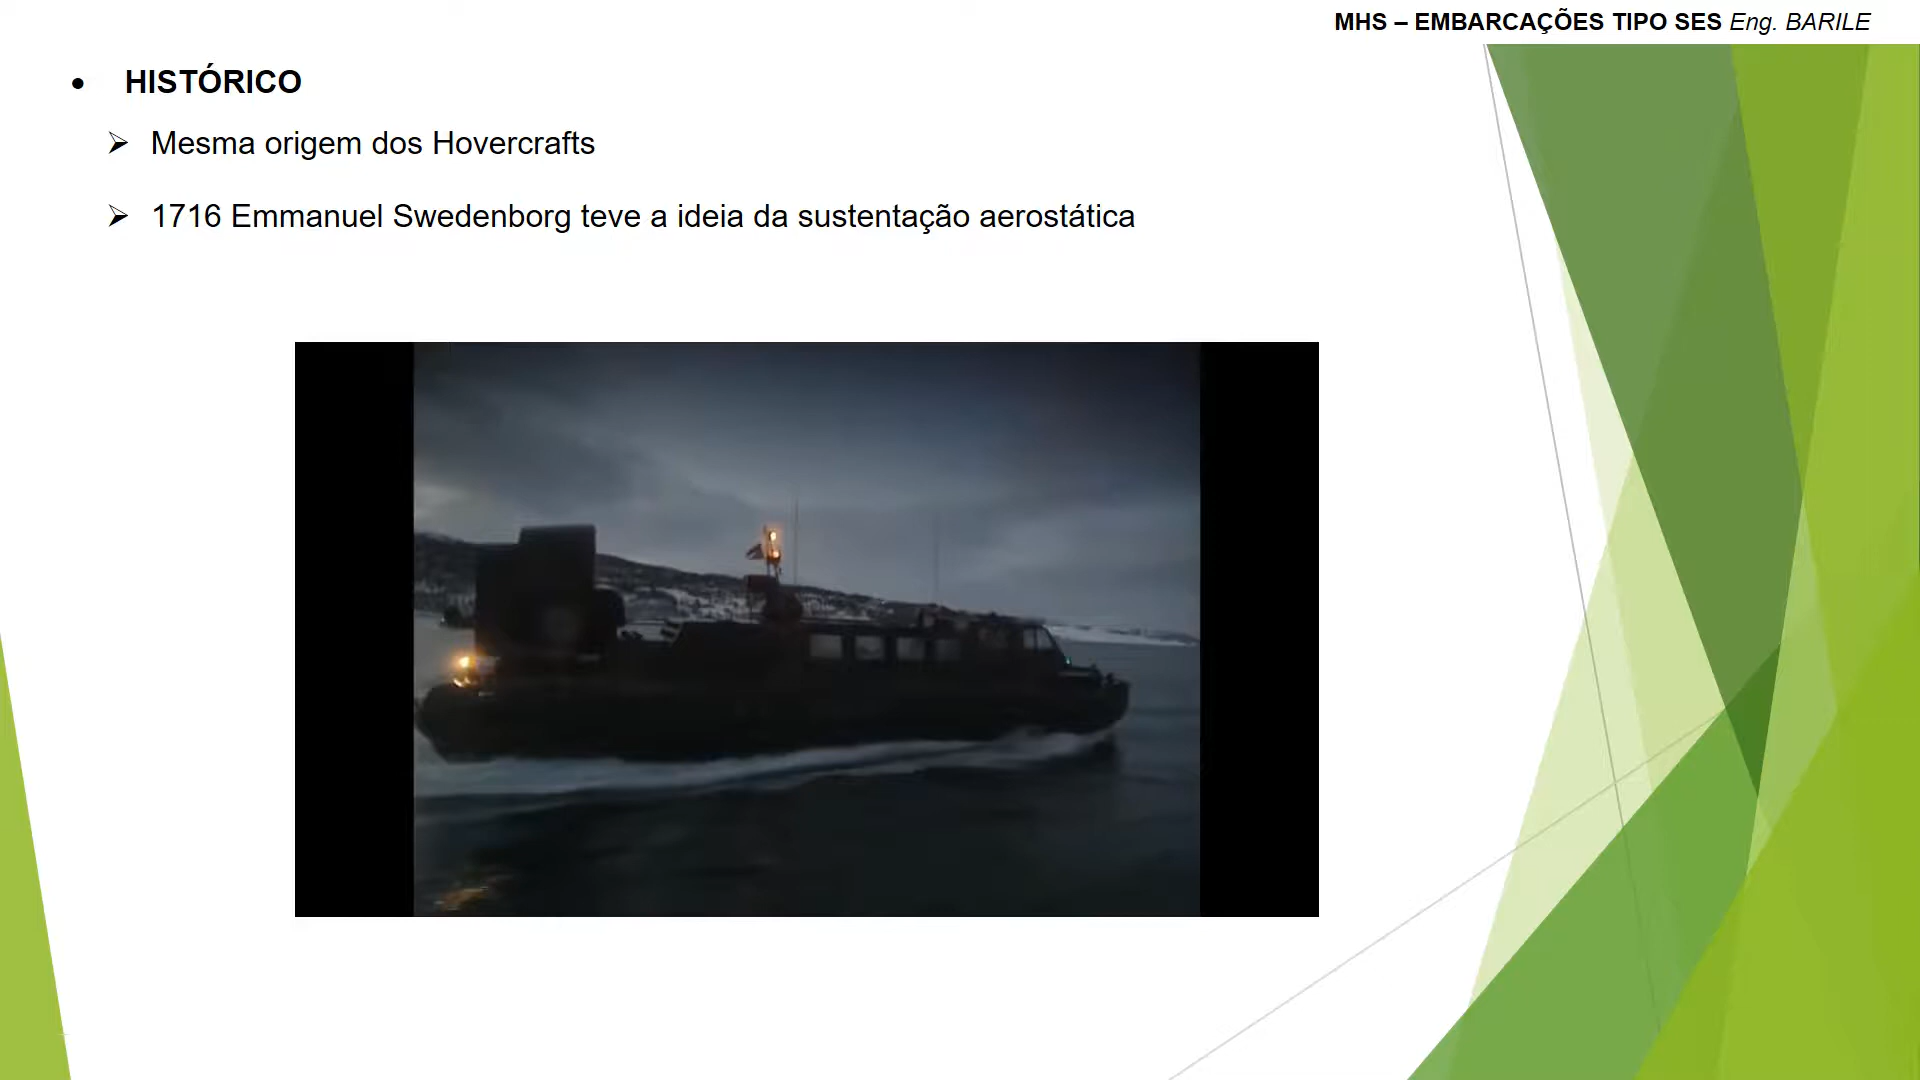 MHS – EMBARCAÇÕES TIPO SES Eng. BARILE
• HISTÓRICO
➢ Mesma origem dos Hovercrafts
➢ 1716 Emmanuel Swedenborg teve a ideia da sustentação aerostática